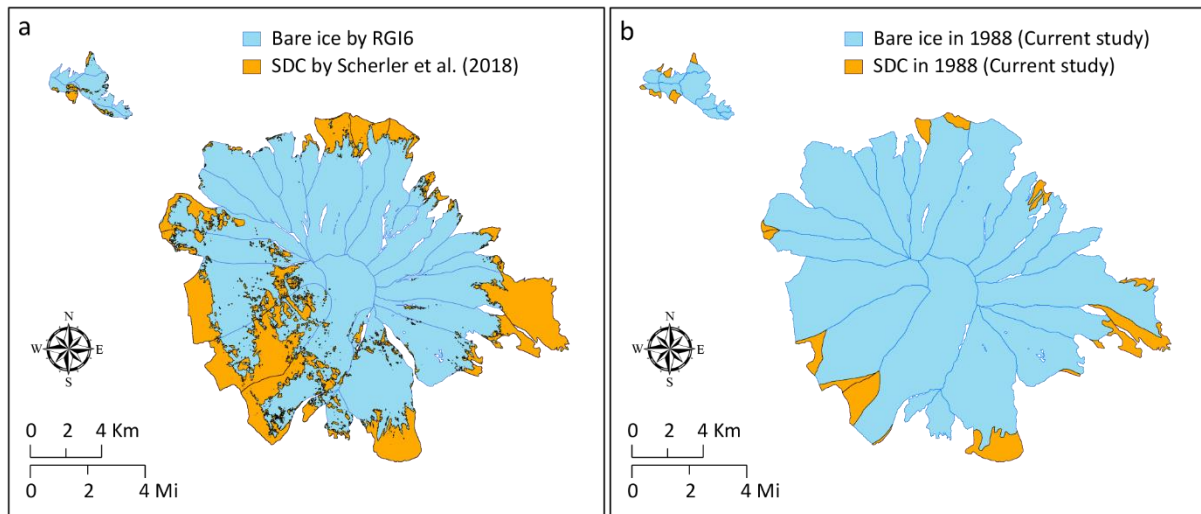 a
Bare ice by RGI6
SDC by Scherler et al. (2018)
N
W E
S
0 2 4 Km
0 2 4 Mi
b
Bare ice in 1988 (Current study)
SDC in 1988 (Current study)
N
W E
S
0 2 4 Km
0 2 4 Mi